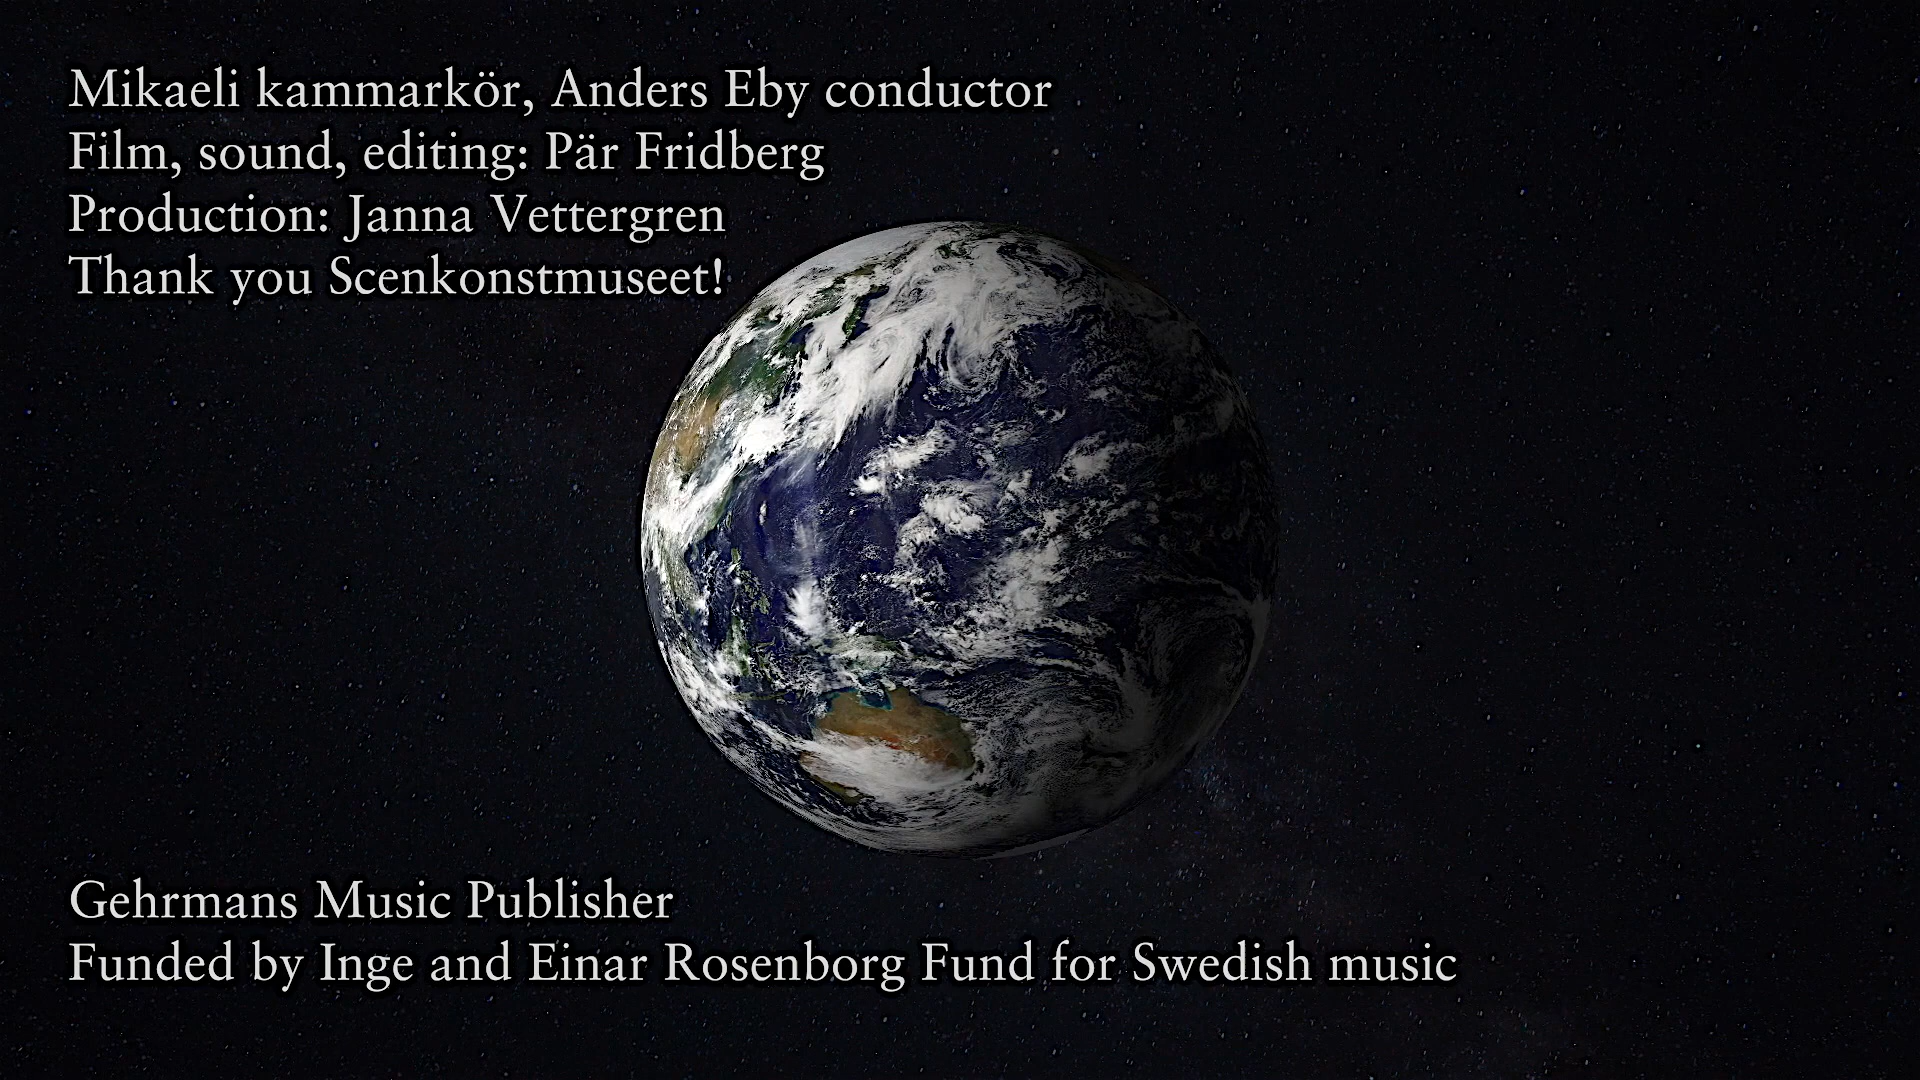 Mikaeli kammarkör, Anders Eby conductor
Film, sound, editing: Pär Fridberg
Production: Janna Vettergren
Thank you Scenkonstmuseet!
Gehrmans Music Publisher
Funded by Inge and Einar Rosenborg Fund for Swedish music